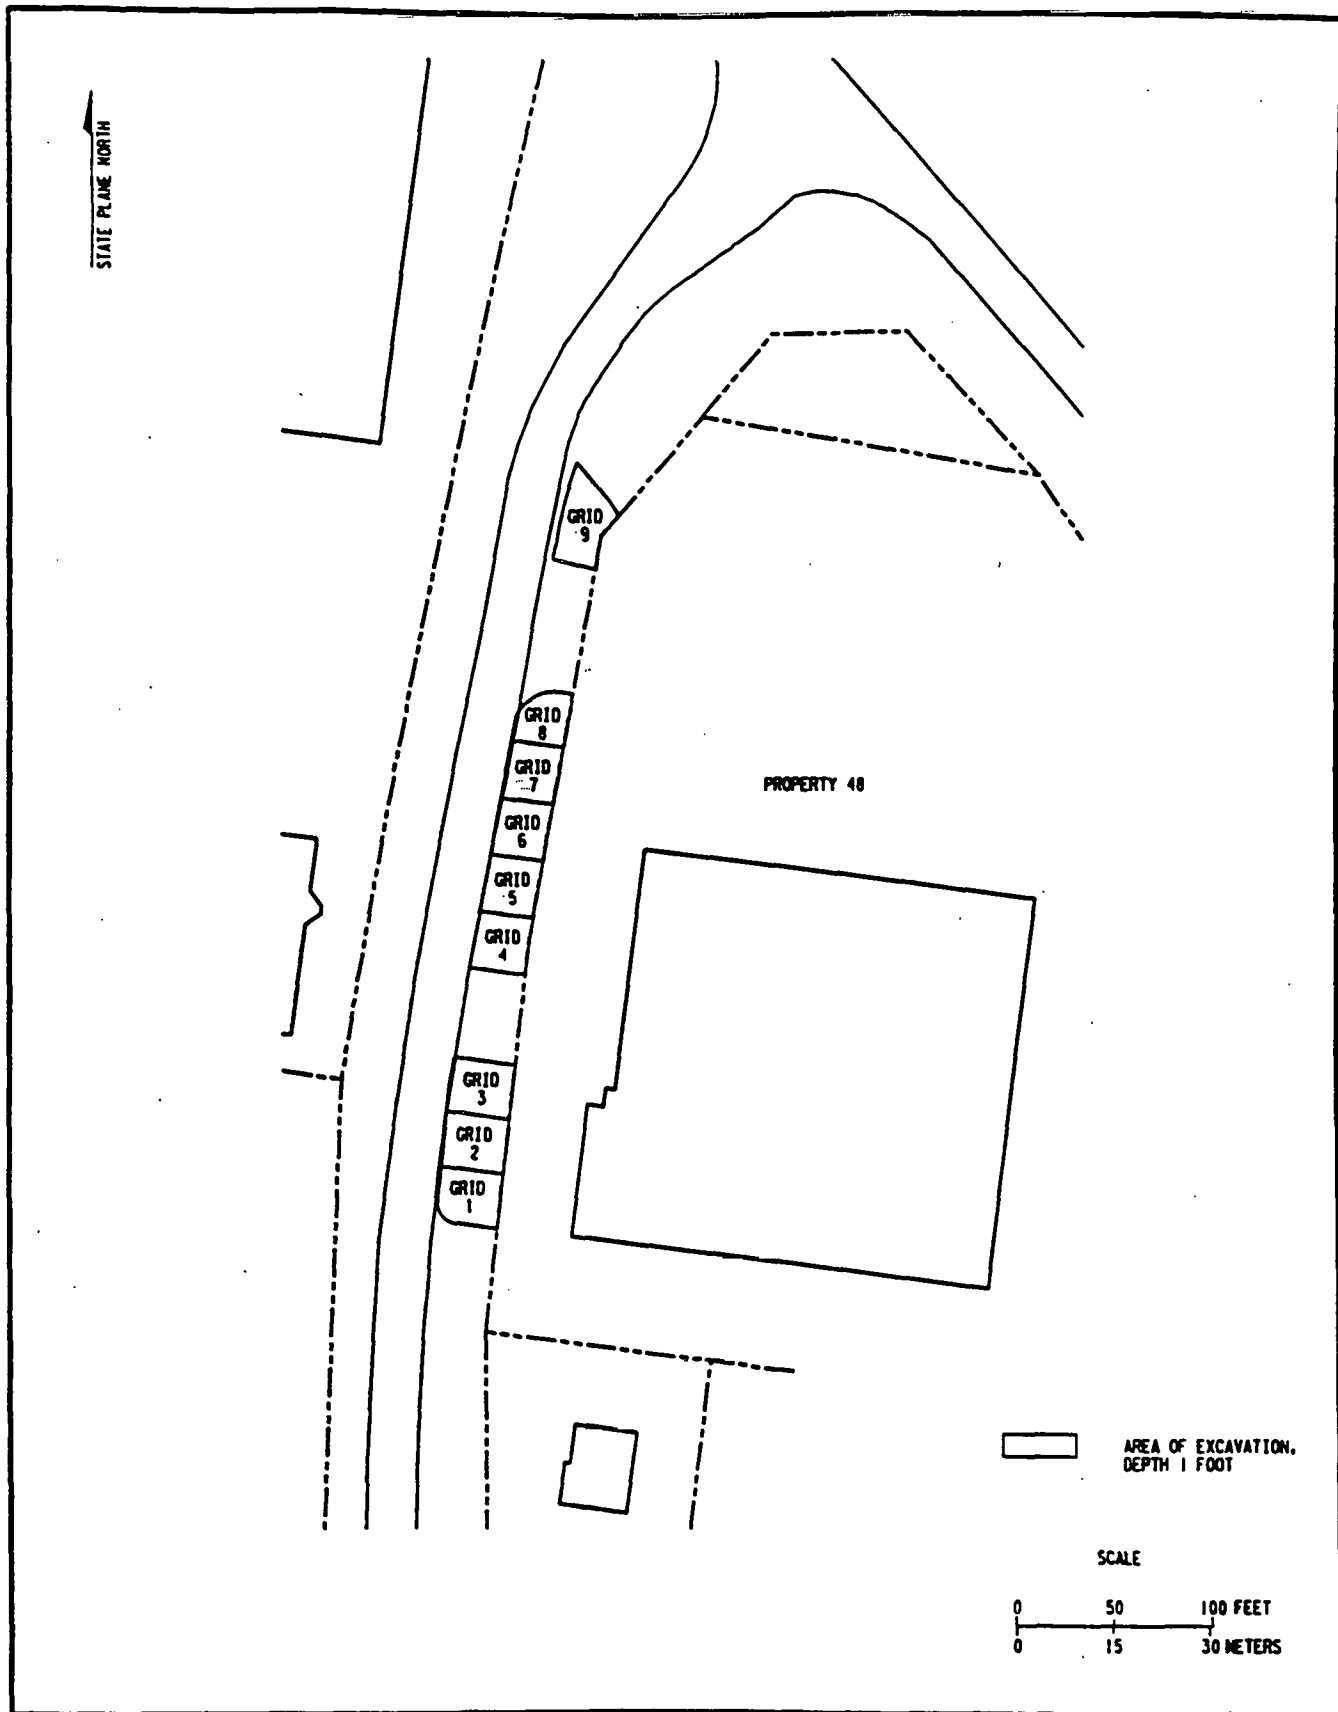 STATE PLANE NORTH
GRID
9
GRID
8
GRID
7
PROPERTY 48
GRID
6
GRID
5
GRID
4
GRID
3
GRID
2
GRID
1
AREA OF EXCAVATION,
DEPTH 1 FOOT
SCALE
0 50 100 FEET
0 15 30 METERS